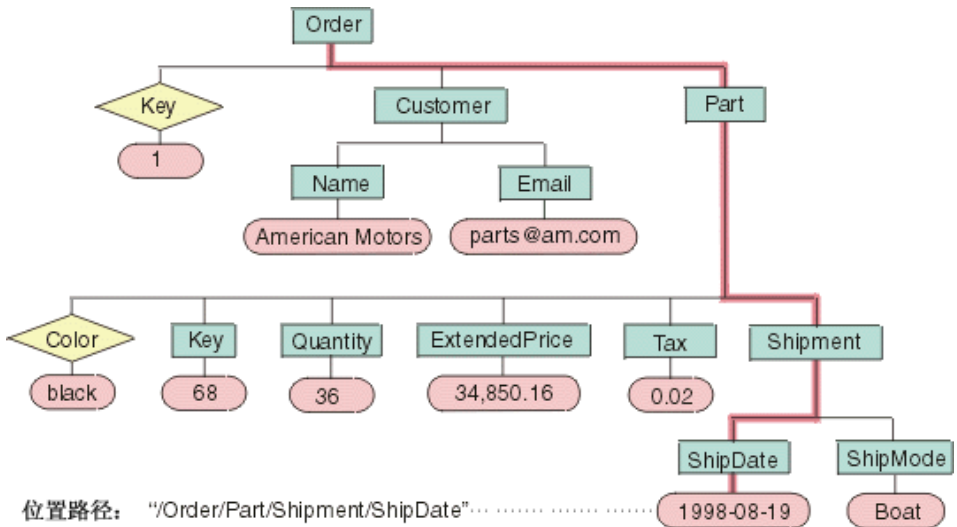 Order
Key
Customer
Part
1
Name
Email
American Motors
parts@am.com
Color
Key
Quantity
ExtendedPrice
Tax
Shipment
black
68
36
34,850.16
0.02
ShipDate
ShipMode
位置路径： “/Order/Part/Shipment/ShipDate”
1998-08-19
Boat